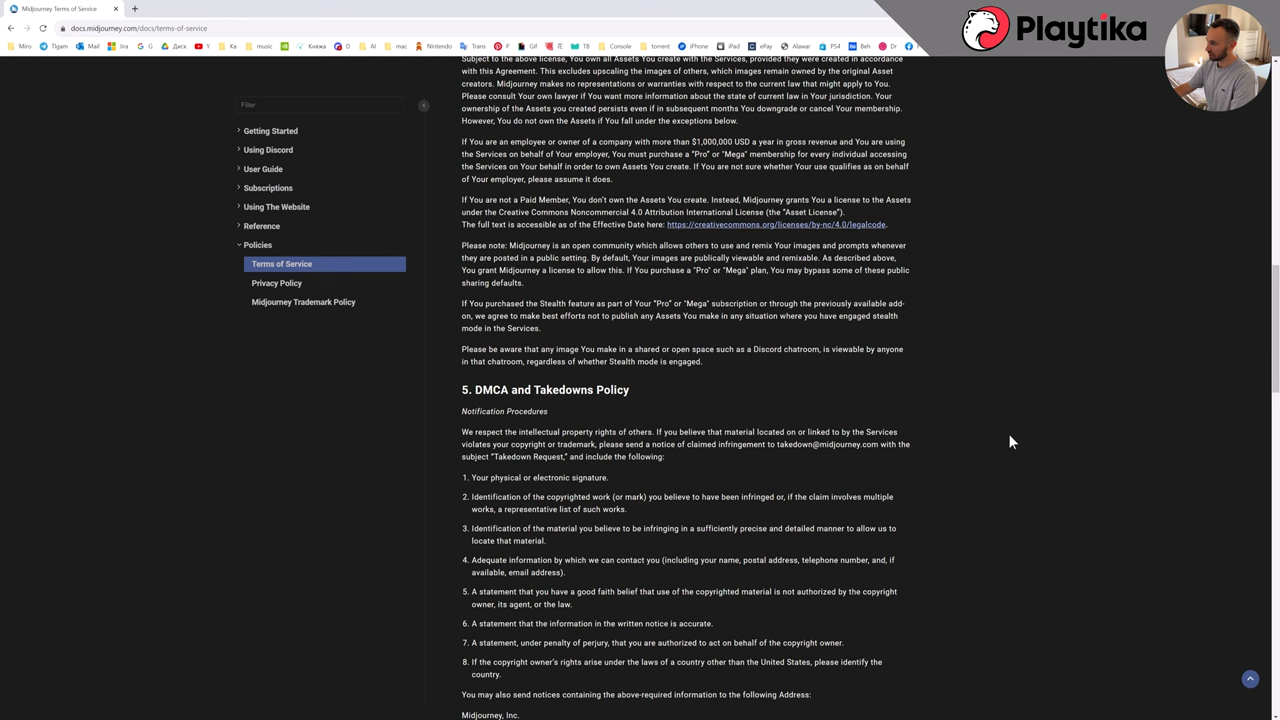 Midjourney Terms of Service
docs.midjourney.com/docs/terms-of-service
Playtika
Miro Tlgam Mail Jira G Диск Y Ке music Княжа D AI mac Nintendo Trans P Gif 1E TB Console torrent iPhone iPad ePay Alawar PS4 Beh Dr
Filter
Getting Started
Using Discord
User Guide
Subscriptions
Using The Website
Reference
Policies
Terms of Service
Privacy Policy
Midjourney Trademark Policy
Subject to the above license, You own all Assets You create with the Services, provided they were created in accordance
with this Agreement. This excludes upscaling the images of others, which images remain owned by the original Asset
creators. Midjourney makes no representations or warranties with respect to the current law that might apply to You.
Please consult Your own lawyer if You want more information about the state of current law in Your jurisdiction. Your
ownership of the Assets you created persists even if in subsequent months You downgrade or cancel Your membership.
However, You do not own the Assets if You fall under the exceptions below.
If You are an employee or owner of a company with more than $1,000,000 USD a year in gross revenue and You are using
the Services on behalf of Your employer, You must purchase a “Pro” or “Mega” membership for every individual accessing
the Services on Your behalf in order to own Assets You create. If You are not sure whether Your use qualifies as on behalf
of Your employer, please assume it does.
If You are not a Paid Member, You don’t own the Assets You create. Instead, Midjourney grants You a license to the Assets
under the Creative Commons Noncommercial 4.0 Attribution International License (the “Asset License”).
The full text is accessible as of the Effective Date here: https://creativecommons.org/licenses/by-nc/4.0/legalcode.
Please note: Midjourney is an open community which allows others to use and remix Your images and prompts whenever
they are posted in a public setting. By default, Your images are publically viewable and remixable. As described above,
You grant Midjourney a license to allow this. If You purchase a “Pro” or “Mega” plan, You may bypass some of these public
sharing defaults.
If You purchased the Stealth feature as part of Your “Pro” or “Mega” subscription or through the previously available add-
on, we agree to make best efforts not to publish any Assets You make in any situation where you have engaged stealth
mode in the Services.
Please be aware that any image You make in a shared or open space such as a Discord chatroom, is viewable by anyone
in that chatroom, regardless of whether Stealth mode is engaged.
5. DMCA and Takedowns Policy
Notification Procedures
We respect the intellectual property rights of others. If you believe that material located on or linked to by the Services
violates your copyright or trademark, please send a notice of claimed infringement to takedown@midjourney.com with the
subject “Takedown Request,” and include the following:
1. Your physical or electronic signature.
2. Identification of the copyrighted work (or mark) you believe to have been infringed or, if the claim involves multiple
works, a representative list of such works.
3. Identification of the material you believe to be infringing in a sufficiently precise and detailed manner to allow us to
locate that material.
4. Adequate information by which we can contact you (including your name, postal address, telephone number, and, if
available, email address).
5. A statement that you have a good faith belief that use of the copyrighted material is not authorized by the copyright
owner, its agent, or the law.
6. A statement that the information in the written notice is accurate.
7. A statement, under penalty of perjury, that you are authorized to act on behalf of the copyright owner.
8. If the copyright owner’s rights arise under the laws of a country other than the United States, please identify the
country.
You may also send notices containing the above-required information to the following Address:
Midjourney, Inc.